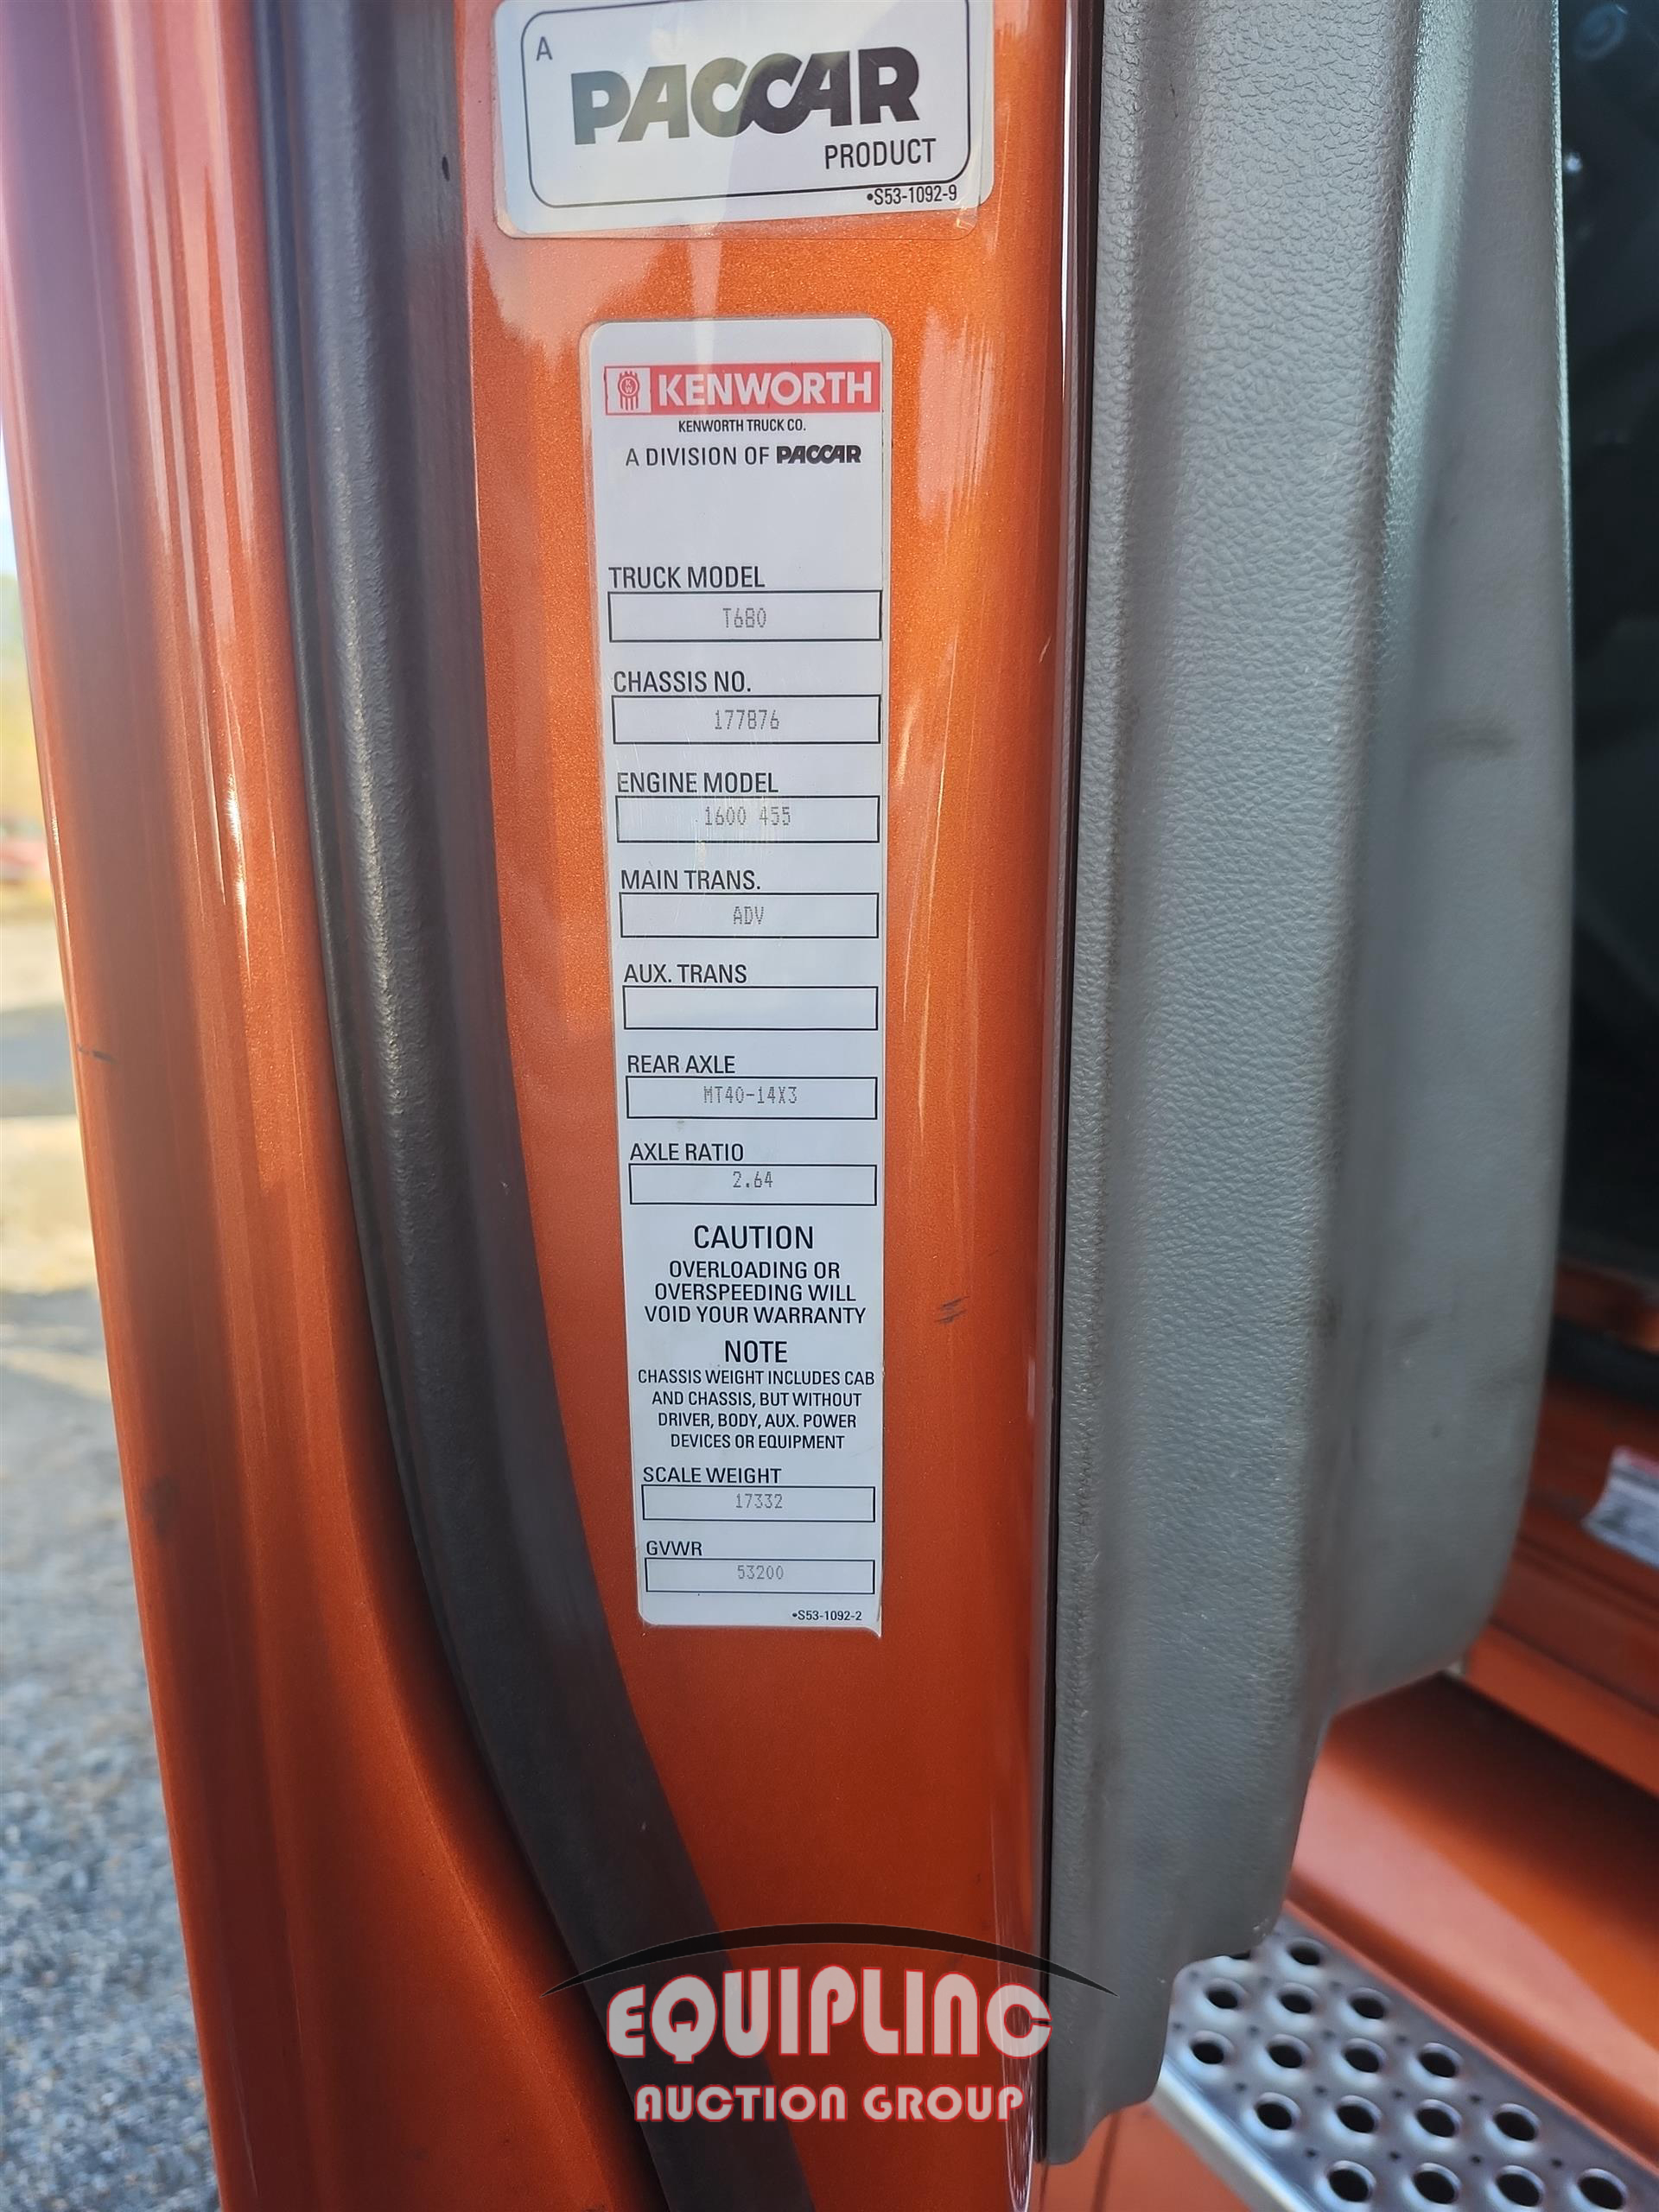 A
PACCAR
PRODUCT
•S53-1092-9
KENWORTH
KENWORTH TRUCK CO.
A DIVISION OF PACCAR
TRUCK MODEL
T680
CHASSIS NO.
177876
ENGINE MODEL
1600 455
MAIN TRANS.
ADV
AUX. TRANS
REAR AXLE
MT40-14X3
AXLE RATIO
2.64
CAUTION
OVERLOADING OR
OVERSPEEDING WILL
VOID YOUR WARRANTY
NOTE
CHASSIS WEIGHT INCLUDES CAB
AND CHASSIS, BUT WITHOUT
DRIVER, BODY, AUX. POWER
DEVICES OR EQUIPMENT
SCALE WEIGHT
17332
GVWR
53200
•S53-1092-2
EQUIPLINC
AUCTION GROUP